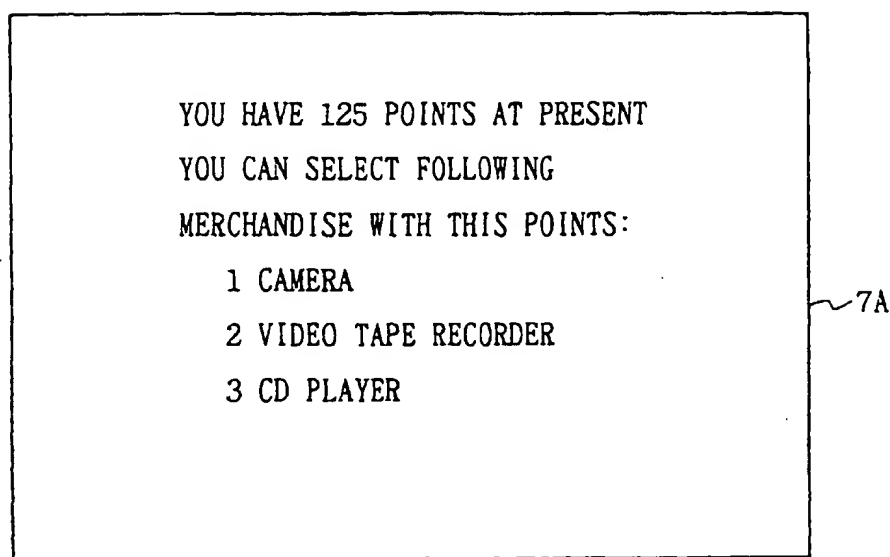 YOU HAVE 125 POINTS AT PRESENT
YOU CAN SELECT FOLLOWING
MERCHANDISE WITH THIS POINTS:
1 CAMERA
2 VIDEO TAPE RECORDER
3 CD PLAYER
7A